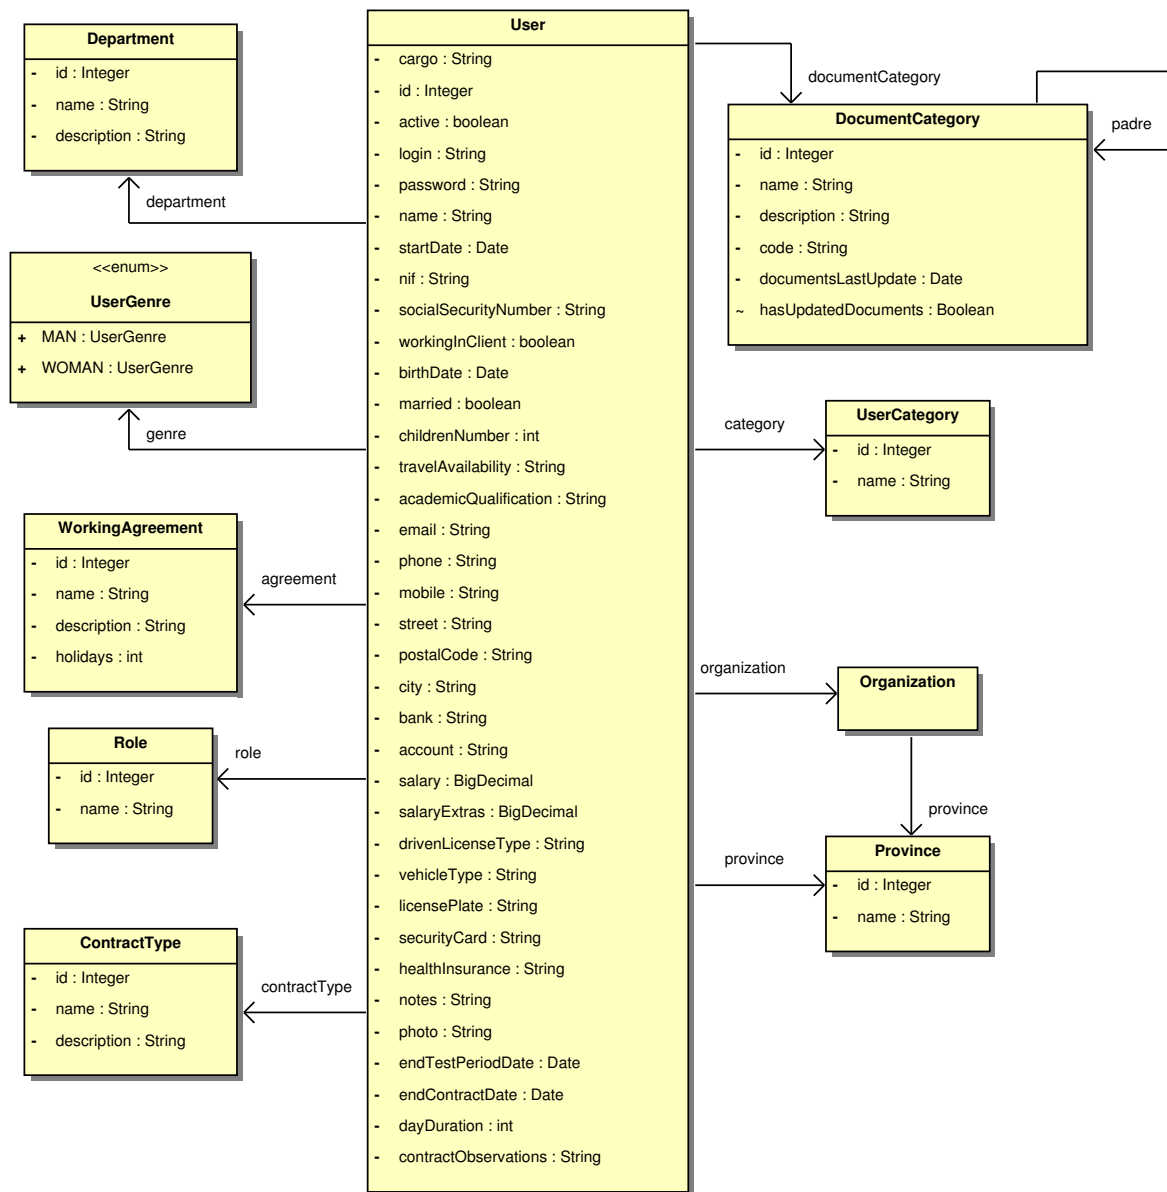 Department
- id : Integer
- name : String
- description : String
department
<<enum>>
UserGenre
+ MAN : UserGenre
+ WOMAN : UserGenre
genre
WorkingAgreement
- id : Integer
- name : String
- description : String
- holidays : int
agreement
Role
- id : Integer
- name : String
role
ContractType
- id : Integer
- name : String
- description : String
contractType
User
- cargo : String
- id : Integer
- active : boolean
- login : String
- password : String
- name : String
- startDate : Date
- nif : String
- socialSecurityNumber : String
- workingInClient : boolean
- birthDate : Date
- married : boolean
- childrenNumber : int
- travelAvailability : String
- academicQualification : String
- email : String
- phone : String
- mobile : String
- street : String
- postalCode : String
- city : String
- bank : String
- account : String
- salary : BigDecimal
- salaryExtras : BigDecimal
- drivenLicenseType : String
- vehicleType : String
- licensePlate : String
- securityCard : String
- healthInsurance : String
- notes : String
- photo : String
- endTestPeriodDate : Date
- endContractDate : Date
- dayDuration : int
- contractObservations : String
documentCategory
DocumentCategory
- id : Integer
- name : String
- description : String
- code : String
- documentsLastUpdate : Date
~ hasUpdatedDocuments : Boolean
padre
category
UserCategory
- id : Integer
- name : String
organization
Organization
province
province
Province
- id : Integer
- name : String